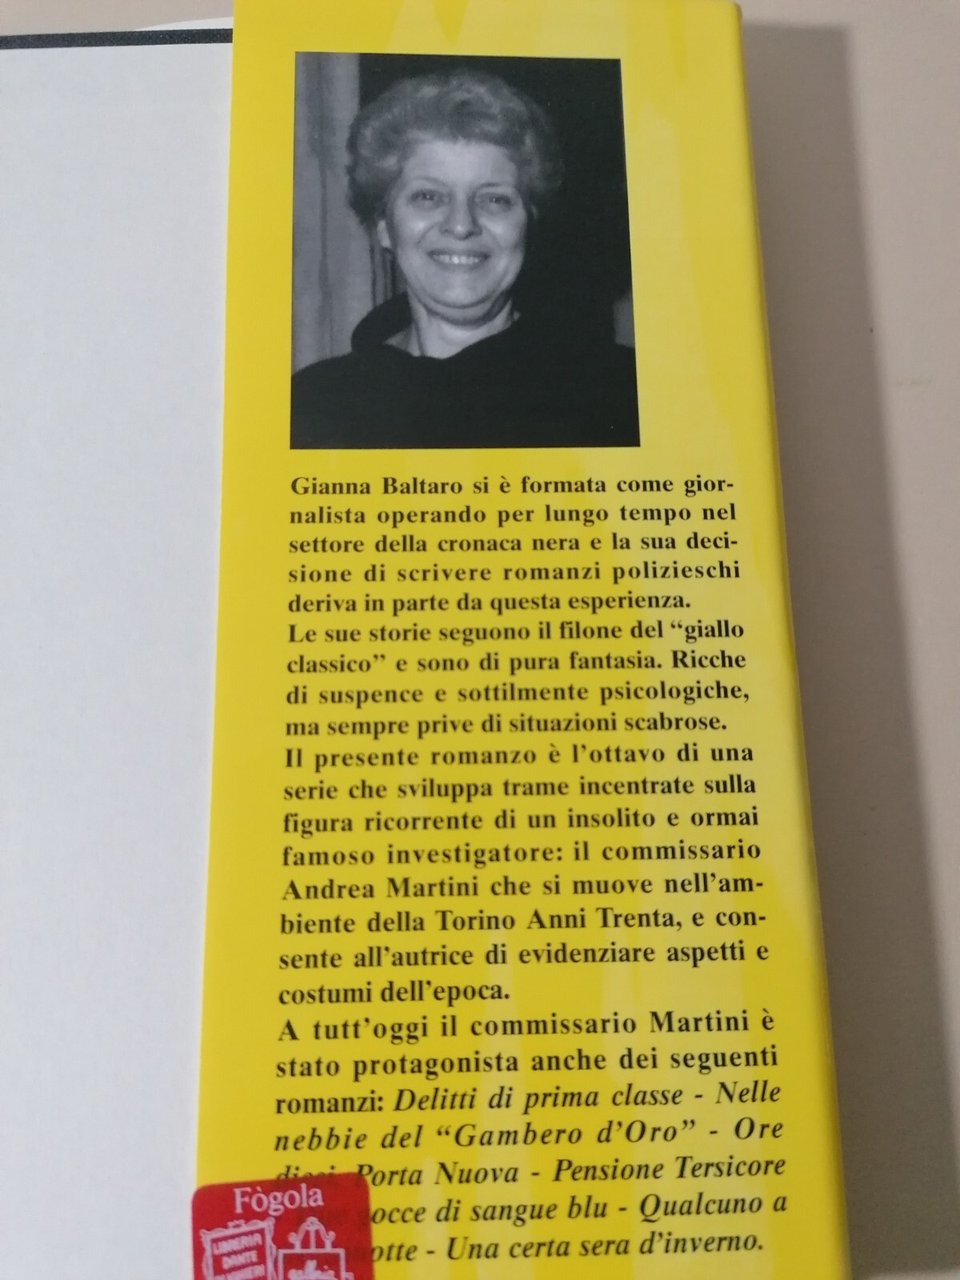 Gianna Baltaro si è formata come gior-
nalista operando per lungo tempo nel
settore della cronaca nera e la sua deci-
sione di scrivere romanzi polizieschi
deriva in parte da questa esperienza.
Le sue storie seguono il filone del “giallo
classico” e sono di pura fantasia. Ricche
di suspence e sottilmente psicologiche,
ma sempre prive di situazioni scabrose.
Il presente romanzo è l’ottavo di una
serie che sviluppa trame incentrate sulla
figura ricorrente di un insolito e ormai
famoso investigatore: il commissario
Andrea Martini che si muove nell’am-
biente della Torino Anni Trenta, e con-
sente all’autrice di evidenziare aspetti e
costumi dell’epoca.
A tutt’oggi il commissario Martini è
stato protagonista anche dei seguenti
romanzi: Delitti di prima classe - Nelle
nebbie del “Gambero d’Oro” - Ore
Porta Nuova - Pensione Tersicore
di sangue blu - Qualcuno a
- Una certa sera d’inverno.
Fògola
LIBRERIA
DANTE